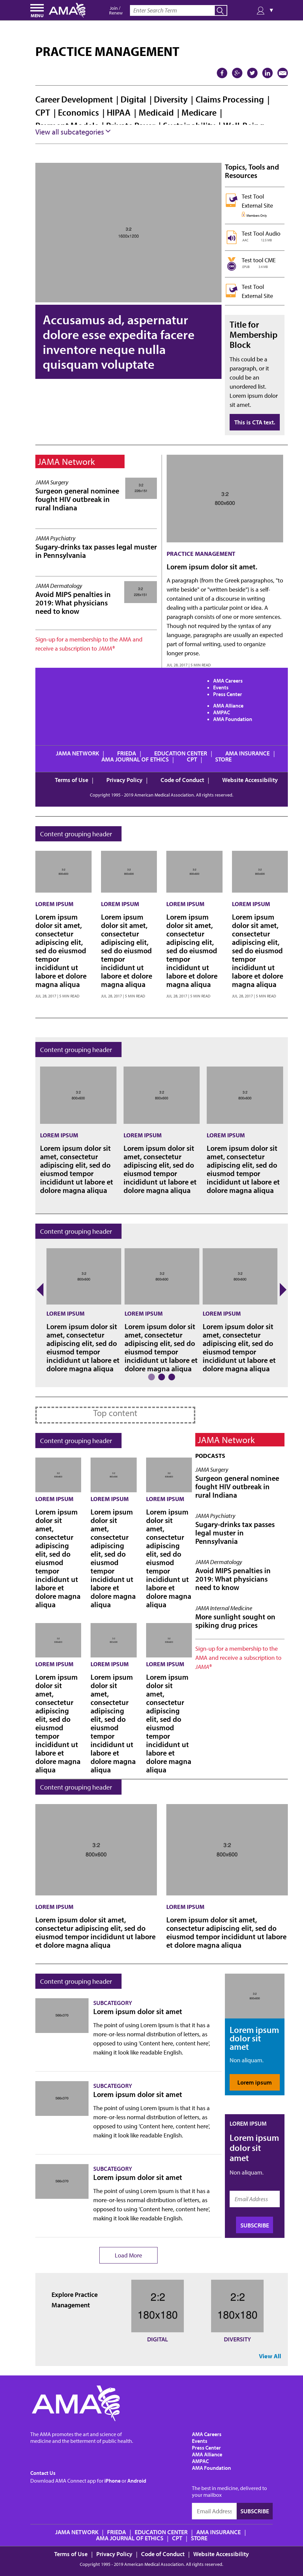 MENU
AMA
Join /
Renew
Enter Search Term
PRACTICE MANAGEMENT
Career Development | Digital | Diversity | Claims Processing |
CPT | Economics | HIPAA | Medicaid | Medicare |
Payment Models | Private Power | Sustainability | Well-Being
View all subcategories
3:2
1800x1200
Accusamus ad, aspernatur
dolore esse expedita facere
inventore neque nulla
quisquam voluptate
Topics, Tools and
Resources
Test Tool
External Site
Members Only
Test Tool Audio
Test tool CME
Test Tool
External Site
Title for
Membership
Block
This could be a
paragraph, or it
could be an
unordered list.
Lorem ipsum dolor
sit amet.
This is CTA text.
JAMA Network
JAMA Surgery
Surgeon general nominee
fought HIV outbreak in
rural Indiana
JAMA Psychiatry
Sugary-drinks tax passes legal muster
in Pennsylvania
JAMA Dermatology
Avoid MIPS penalties in
2019: What physicians
need to know
Sign-up for a membership to the AMA and
receive a subscription to JAMA®
3:2
800x600
PRACTICE MANAGEMENT
Lorem ipsum dolor sit amet.
A paragraph (from the Greek paragraphos, "to
write beside" or "written beside") is a self-
contained unit of a discourse in writing
dealing with a particular point or idea. A
paragraph consists of one or more sentences.
Though not required by the syntax of any
language, paragraphs are usually an expected
part of formal writing, used to organize
longer prose.
JUL 28, 2017 | 5 MIN READ
AMA Careers
Events
Press Center
AMA Alliance
AMPAC
AMA Foundation
JAMA NETWORK | FRIEDA | EDUCATION CENTER | AMA INSURANCE |
AMA JOURNAL OF ETHICS | CPT | STORE
Terms of Use | Privacy Policy | Code of Conduct | Website Accessibility
Copyright 1995 - 2019 American Medical Association. All rights reserved.
Content grouping header
LOREM IPSUM LOREM IPSUM LOREM IPSUM LOREM IPSUM
Lorem ipsum Lorem ipsum Lorem ipsum Lorem ipsum
dolor sit amet, dolor sit amet, dolor sit amet, dolor sit amet,
consectetur consectetur consectetur consectetur
adipiscing elit, adipiscing elit, adipiscing elit, adipiscing elit,
sed do eiusmod sed do eiusmod sed do eiusmod sed do eiusmod
tempor tempor tempor tempor
incididunt ut incididunt ut incididunt ut incididunt ut
labore et dolore labore et dolore labore et dolore labore et dolore
magna aliqua magna aliqua magna aliqua magna aliqua
JUL 28, 2017 | 5 MIN READ JUL 28, 2017 | 5 MIN READ JUL 28, 2017 | 5 MIN READ JUL 28, 2017 | 5 MIN READ
Content grouping header
3:2 3:2 3:2
800x600 800x600 800x600
LOREM IPSUM LOREM IPSUM LOREM IPSUM
Lorem ipsum dolor sit Lorem ipsum dolor sit Lorem ipsum dolor sit
amet, consectetur amet, consectetur amet, consectetur
adipiscing elit, sed do adipiscing elit, sed do adipiscing elit, sed do
eiusmod tempor eiusmod tempor eiusmod tempor
incididunt ut labore et incididunt ut labore et incididunt ut labore et
dolore magna aliqua dolore magna aliqua dolore magna aliqua
Content grouping header
3:2 3:2 3:2
800x600 800x600 800x600
LOREM IPSUM LOREM IPSUM LOREM IPSUM
Lorem ipsum dolor sit Lorem ipsum dolor sit Lorem ipsum dolor sit
amet, consectetur amet, consectetur amet, consectetur
adipiscing elit, sed do adipiscing elit, sed do adipiscing elit, sed do
eiusmod tempor eiusmod tempor eiusmod tempor
incididunt ut labore et incididunt ut labore et incididunt ut labore et
dolore magna aliqua dolore magna aliqua dolore magna aliqua
Top content
Content grouping header
LOREM IPSUM LOREM IPSUM LOREM IPSUM
Lorem ipsum Lorem ipsum Lorem ipsum
dolor sit dolor sit dolor sit
amet, amet, amet,
consectetur consectetur consectetur
adipiscing adipiscing adipiscing
elit, sed do elit, sed do elit, sed do
eiusmod eiusmod eiusmod
tempor tempor tempor
incididunt ut incididunt ut incididunt ut
labore et labore et labore et
dolore magna dolore magna dolore magna
aliqua aliqua aliqua
LOREM IPSUM LOREM IPSUM LOREM IPSUM
Lorem ipsum Lorem ipsum Lorem ipsum
dolor sit dolor sit dolor sit
amet, amet, amet,
consectetur consectetur consectetur
adipiscing adipiscing adipiscing
elit, sed do elit, sed do elit, sed do
eiusmod eiusmod eiusmod
tempor tempor tempor
incididunt ut incididunt ut incididunt ut
labore et labore et labore et
dolore magna dolore magna dolore magna
aliqua aliqua aliqua
JAMA Network
PODCASTS
JAMA Surgery
Surgeon general nominee
fought HIV outbreak in
rural Indiana
JAMA Psychiatry
Sugary-drinks tax passes
legal muster in
Pennsylvania
JAMA Dermatology
Avoid MIPS penalties in
2019: What physicians
need to know
JAMA Internal Medicine
More sunlight sought on
spiking drug prices
Sign-up for a membership to the
AMA and receive a subscription to
JAMA®
Content grouping header
3:2 3:2
800x600 800x600
LOREM IPSUM LOREM IPSUM
Lorem ipsum dolor sit amet, Lorem ipsum dolor sit amet,
consectetur adipiscing elit, sed do consectetur adipiscing elit, sed do
eiusmod tempor incididunt ut labore eiusmod tempor incididunt ut labore
et dolore magna aliqua et dolore magna aliqua
Content grouping header
SUBCATEGORY
Lorem ipsum dolor sit amet
The point of using Lorem Ipsum is that it has a
more-or-less normal distribution of letters, as
opposed to using 'Content here, content here',
making it look like readable English.
SUBCATEGORY
Lorem ipsum dolor sit amet
The point of using Lorem Ipsum is that it has a
more-or-less normal distribution of letters, as
opposed to using 'Content here, content here',
making it look like readable English.
SUBCATEGORY
Lorem ipsum dolor sit amet
The point of using Lorem Ipsum is that it has a
more-or-less normal distribution of letters, as
opposed to using 'Content here, content here',
making it look like readable English.
Load More
Lorem ipsum
dolor sit
amet
Non aliquam.
Lorem ipsum
LOREM IPSUM
Lorem ipsum
dolor sit
amet
Non aliquam.
Email Address
SUBSCRIBE
Explore Practice
Management
2:2 2:2
180x180 180x180
DIGITAL DIVERSITY
View All
AMA
The AMA promotes the art and science of
medicine and the betterment of public health.
Contact Us
Download AMA Connect app for iPhone or Android
AMA Careers
Events
Press Center
AMA Alliance
AMPAC
AMA Foundation
The best in medicine, delivered to
your mailbox
Email Address
SUBSCRIBE
JAMA NETWORK | FRIEDA | EDUCATION CENTER | AMA INSURANCE |
AMA JOURNAL OF ETHICS | CPT | STORE
Terms of Use | Privacy Policy | Code of Conduct | Website Accessibility
Copyright 1995 - 2019 American Medical Association. All rights reserved.